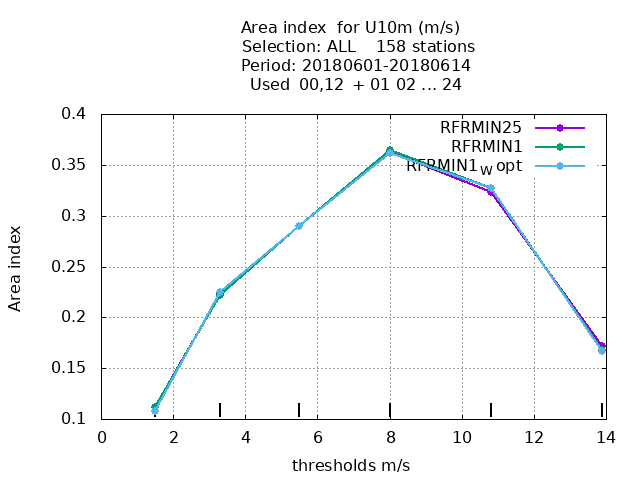 Area index for U10m (m/s)
Selection: ALL 158 stations
Period: 20180601-20180614
Used 00,12 + 01 02 ... 24
RFRMIN25
RFRMIN1
RFRMIN1W opt
0.4
0.35
0.3
0.25
0.2
0.15
0.1
Area index
0 2 4 6 8 10 12 14
thresholds m/s